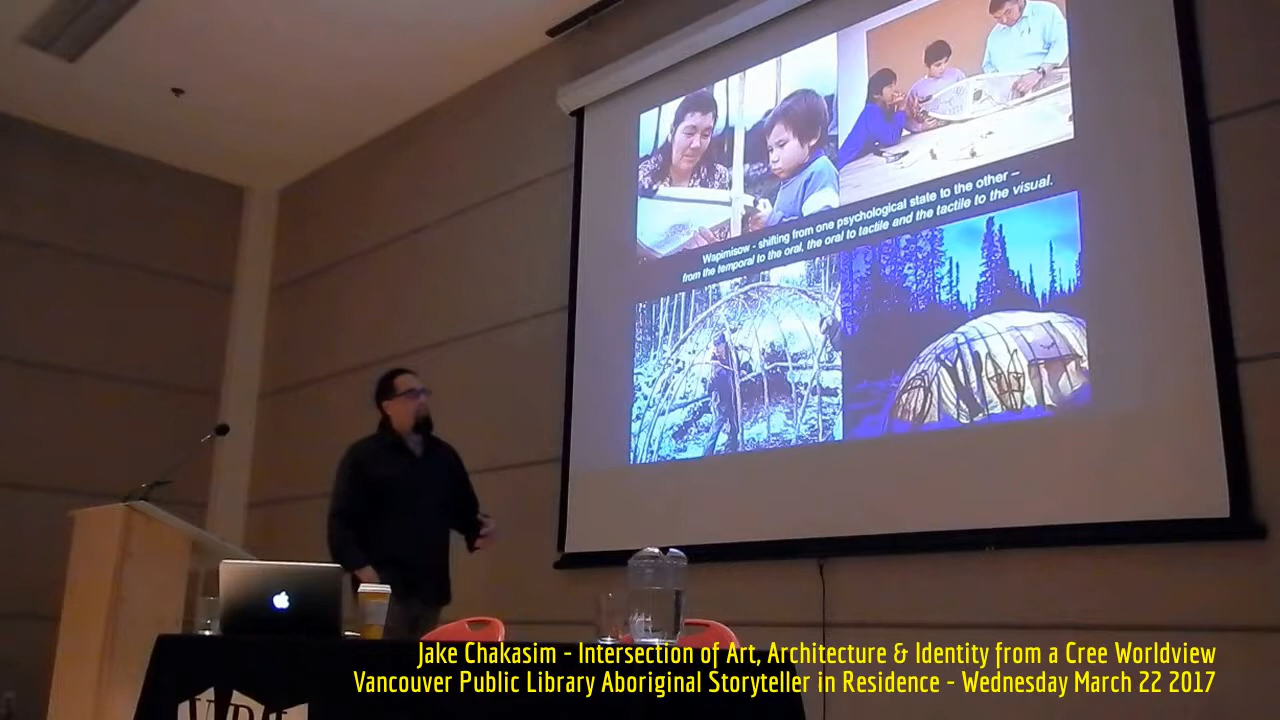 Wapimisow - shifting from one psychological state to the other –
from the temporal to the oral, the oral to tactile and the tactile to the visual.
Jake Chakasim - Intersection of Art, Architecture & Identity from a Cree Worldview
Vancouver Public Library Aboriginal Storyteller in Residence - Wednesday March 22 2017